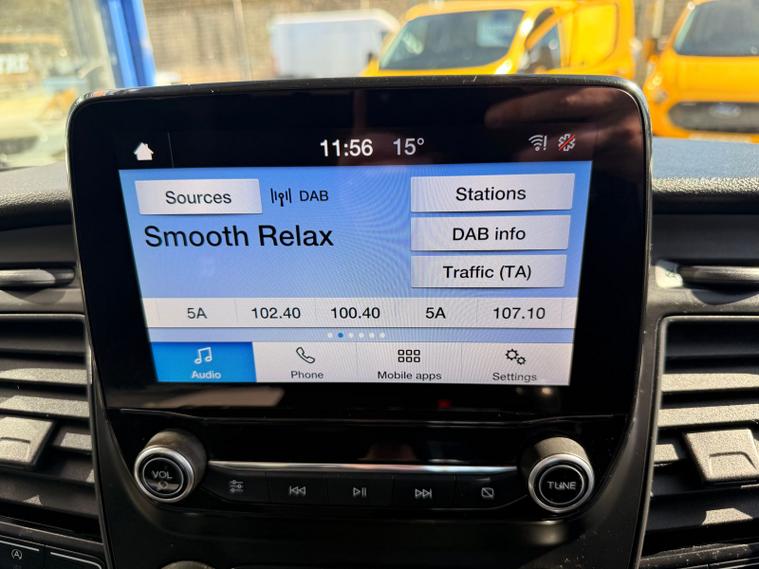 TRE
11:56 15°
Sources DAB Stations
Smooth Relax DAB info
Traffic (TA)
5A 102.40 100.40 5A 107.10
Audio Phone Mobile apps Settings
VOL
TUNE
A